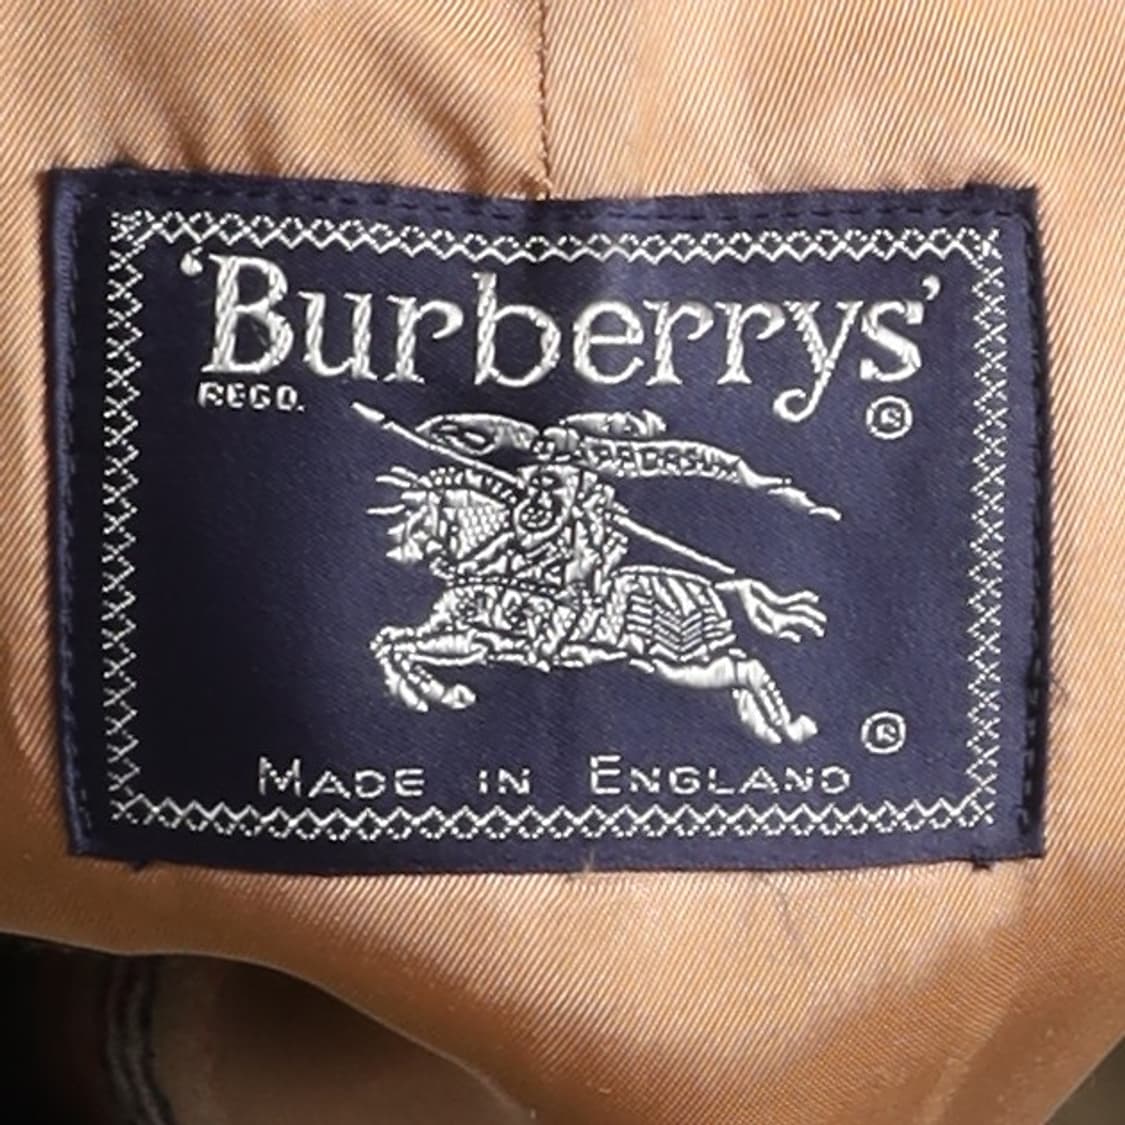 'Burberrys'
REGD. ®
®
MADE IN ENGLAND